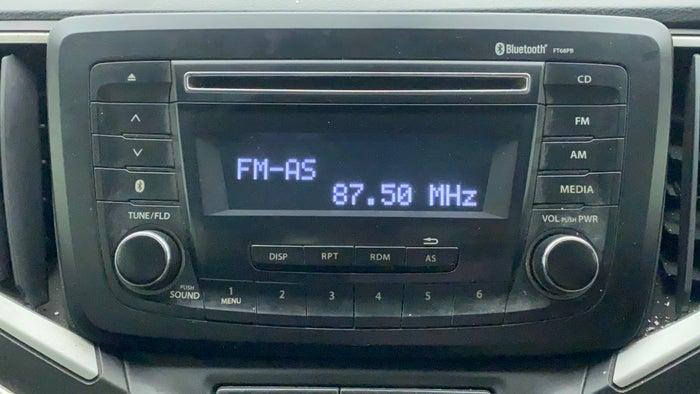 Bluetooth® FT68PB
CD
FM
AM
MEDIA
FM-AS
87.50 MHz
TUNE/FLD
VOL PUSH PWR
DISP RPT RDM AS
PUSH
SOUND
1 2 3 4 5 6
MENU